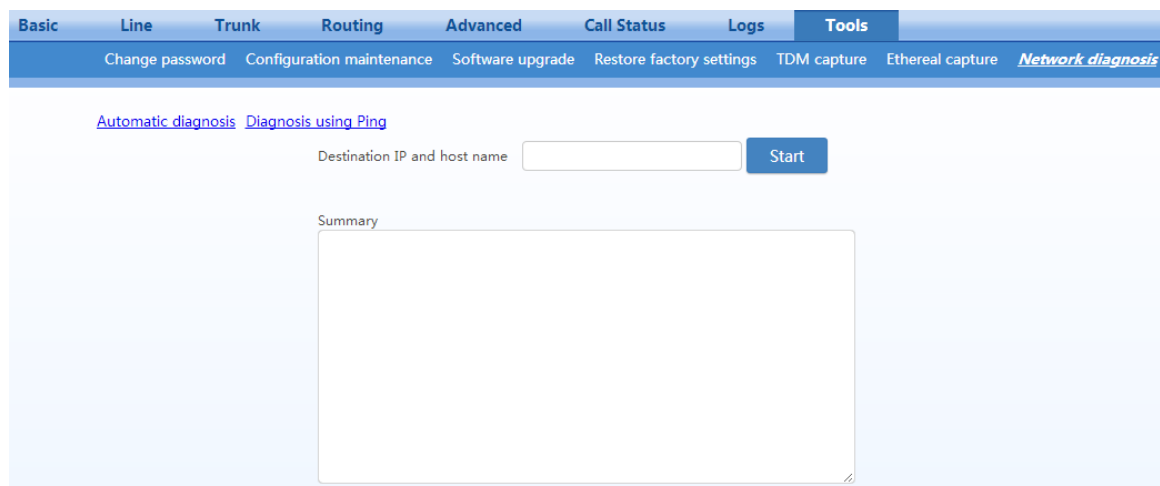 Basic Line Trunk Routing Advanced Call Status Logs Tools
Change password Configuration maintenance Software upgrade Restore factory settings TDM capture Ethereal capture Network diagnosis
Automatic diagnosis Diagnosis using Ping
Destination IP and host name Start
Summary